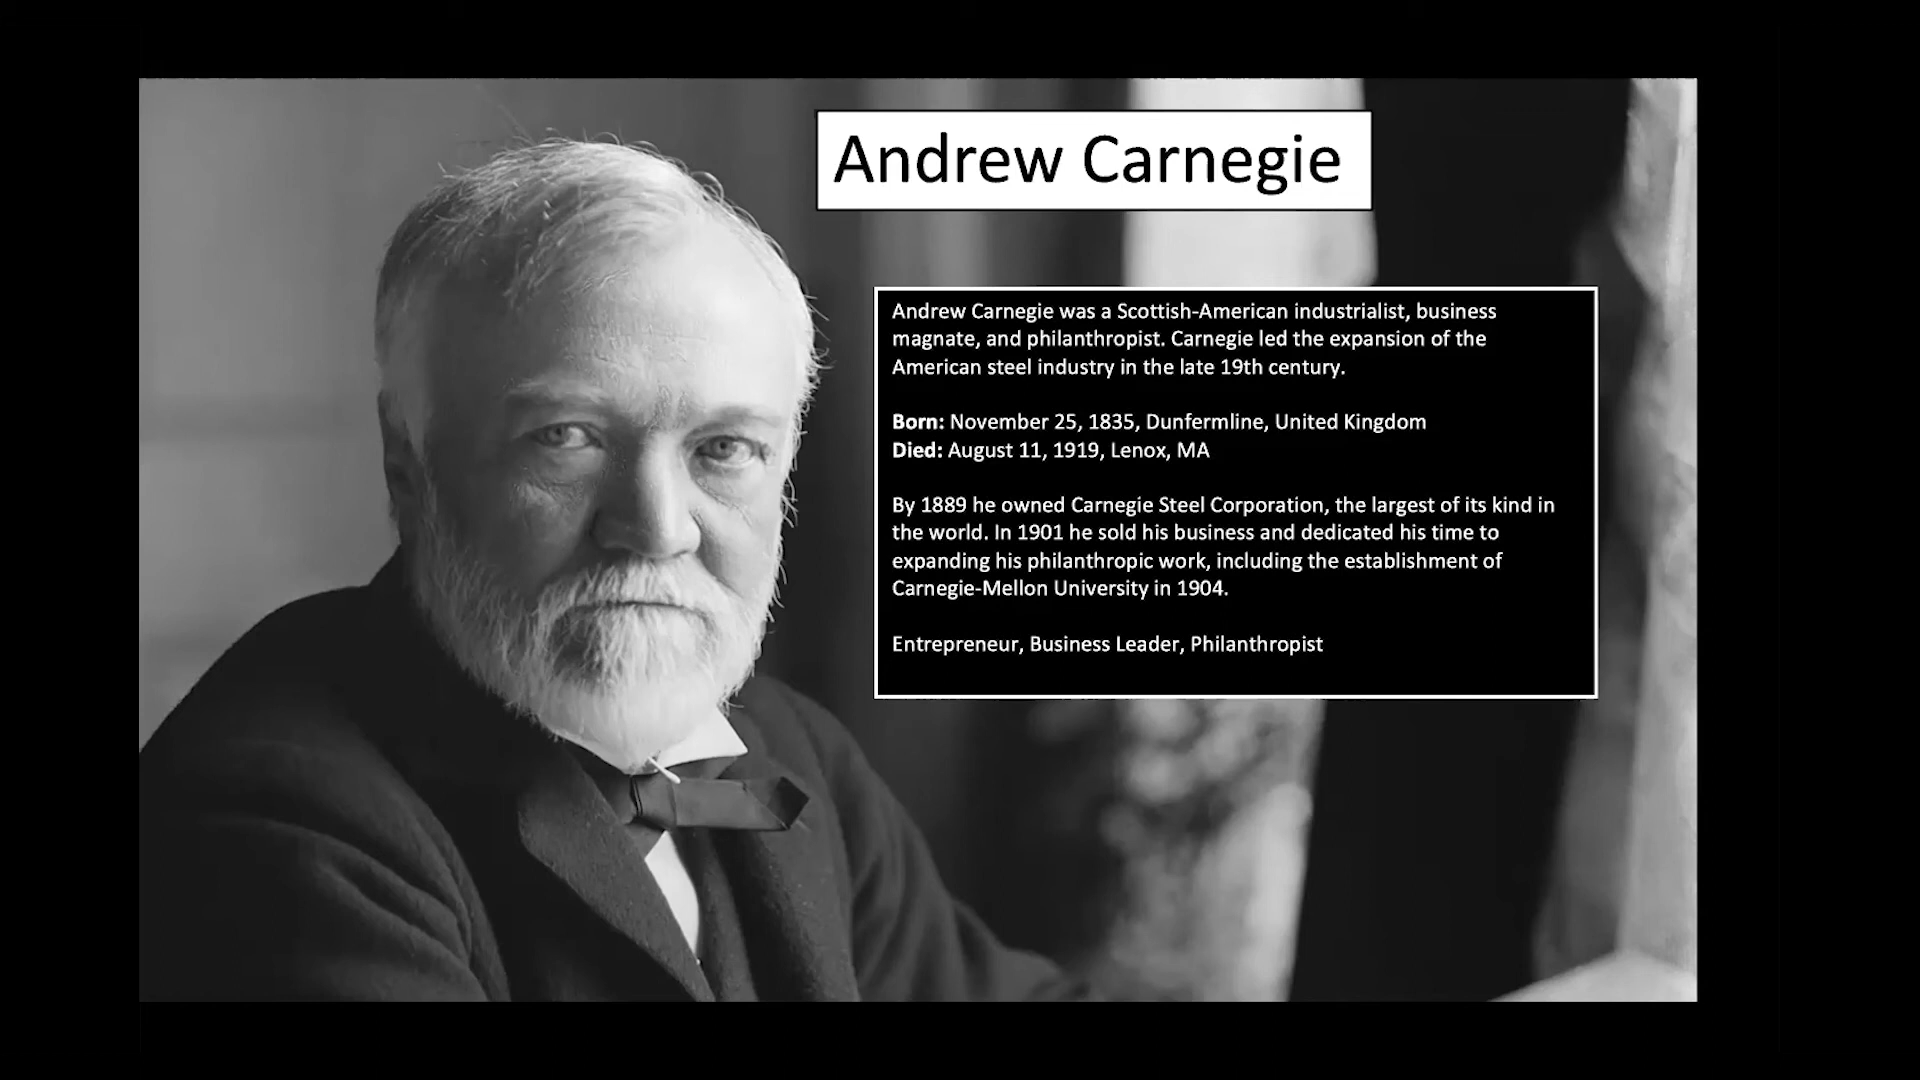 Andrew Carnegie
Andrew Carnegie was a Scottish-American industrialist, business
magnate, and philanthropist. Carnegie led the expansion of the
American steel industry in the late 19th century.
Born: November 25, 1835, Dunfermline, United Kingdom
Died: August 11, 1919, Lenox, MA
By 1889 he owned Carnegie Steel Corporation, the largest of its kind in
the world. In 1901 he sold his business and dedicated his time to
expanding his philanthropic work, including the establishment of
Carnegie-Mellon University in 1904.
Entrepreneur, Business Leader, Philanthropist